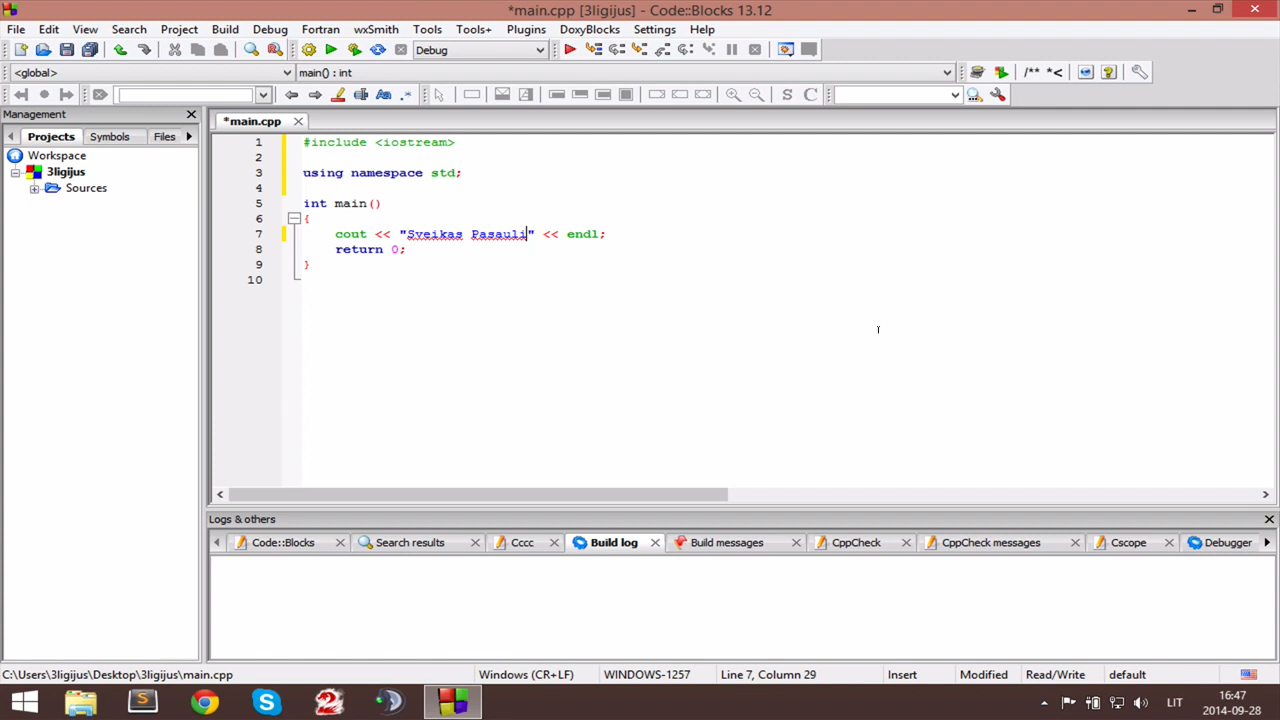 *main.cpp [3ligijus] - Code::Blocks 13.12
File Edit View Search Project Build Debug Fortran wxSmith Tools Tools+ Plugins DoxyBlocks Settings Help
Debug
<global> main() : int /** *<
Management
Projects Symbols Files
Workspace
3ligijus
Sources
*main.cpp
1 #include <iostream>
2
3 using namespace std;
4
5 int main()
6 {
7 cout << "Sveikas Pasauli" << endl;
8 return 0;
9 }
10
Logs & others
Code::Blocks Search results Cccc Build log Build messages CppCheck CppCheck messages Cscope Debugger
C:\Users\3ligijus\Desktop\3ligijus\main.cpp Windows (CR+LF) WINDOWS-1257 Line 7, Column 29 Insert Modified Read/Write default
LIT
16:47
2014-09-28